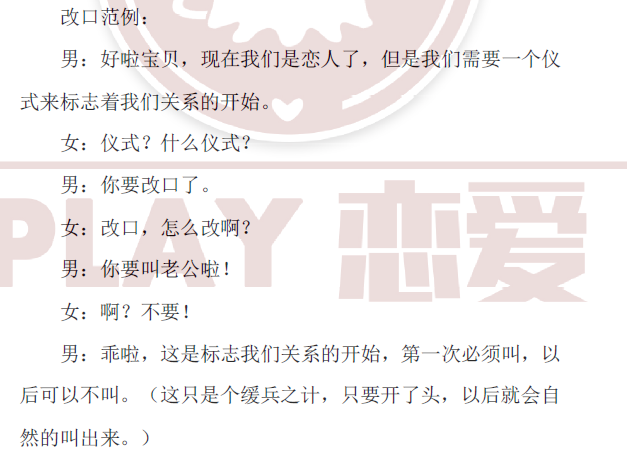 改口范例：
男：好啦宝贝，现在我们是恋人了，但是我们需要一个仪
式来标志着我们关系的开始。
女：仪式？什么仪式？
男：你要改口了。
女：改口，怎么改啊？
男：你要叫老公啦！
女：啊？不要！
男：乖啦，这是标志我们关系的开始，第一次必须叫，以
后可以不叫。（这只是个缓兵之计，只要开了头，以后就会自
然的叫出来。）
PLAY 恋爱